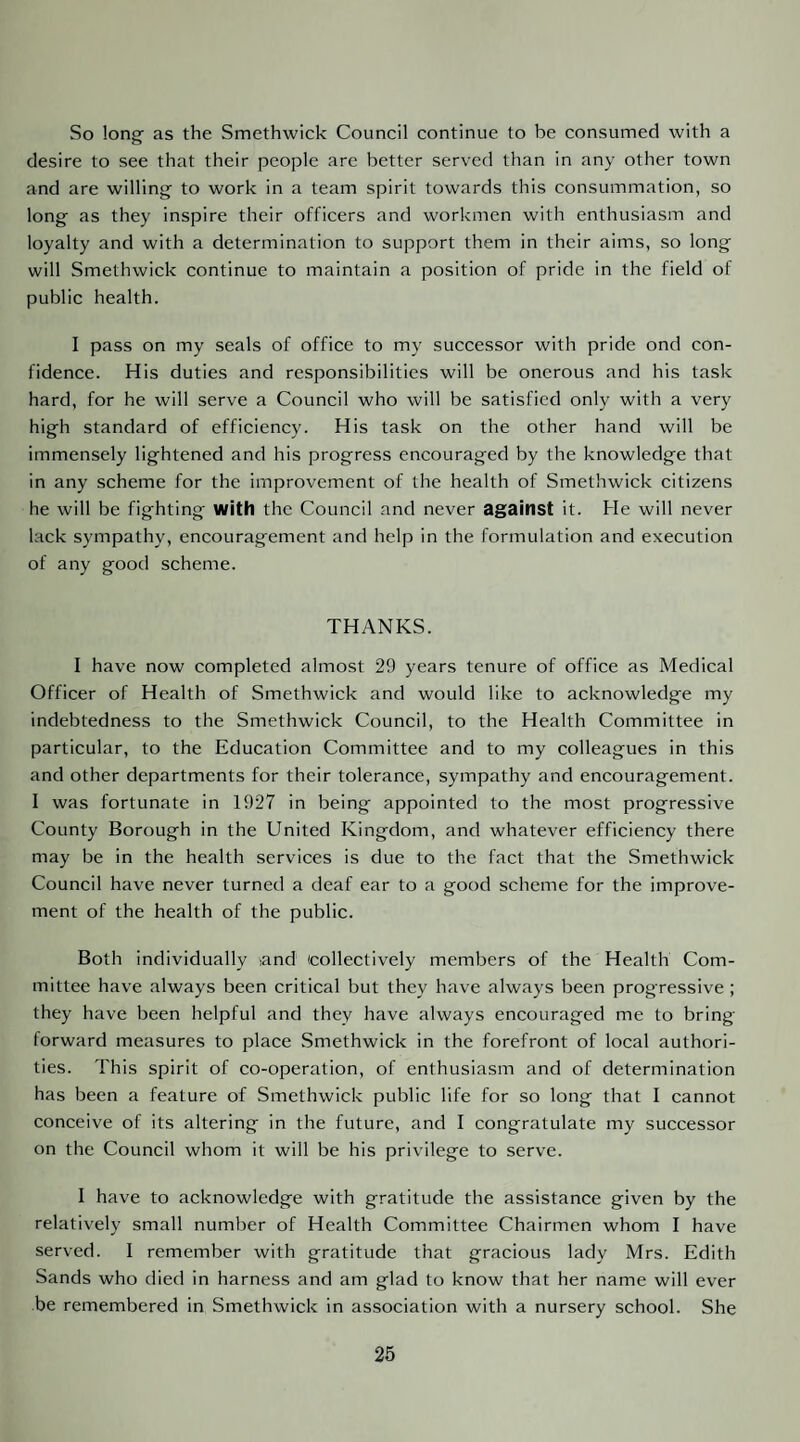 So long as the Smethwick Council continue to be consumed with a
desire to see that their people are better served than in any other town
and are willing to work in a team spirit towards this consummation, so
long as they inspire their officers and workmen with enthusiasm and
loyalty and with a determination to support them in their aims, so long
will Smethwick continue to maintain a position of pride in the field of
public health.
I pass on my seals of office to my successor with pride ond con-
fidence. His duties and responsibilities will be onerous and his task
hard, for he will serve a Council who will be satisfied only with a very
high standard of efficiency. His task on the other hand will be
immensely lightened and his progress encouraged by the knowledge that
in any scheme for the improvement of the health of Smethwick citizens
he will be fighting with the Council and never against it. He will never
lack sympathy, encouragement and help in the formulation and execution
of any good scheme.
THANKS.
I have now completed almost 29 years tenure of office as Medical
Officer of Health of Smethwick and would like to acknowledge my
indebtedness to the Smethwick Council, to the Health Committee in
particular, to the Education Committee and to my colleagues in this
and other departments for their tolerance, sympathy and encouragement.
I was fortunate in 1927 in being appointed to the most progressive
County Borough in the United Kingdom, and whatever efficiency there
may be in the health services is due to the fact that the Smethwick
Council have never turned a deaf ear to a good scheme for the improve-
ment of the health of the public.
Both individually and collectively members of the Health Com-
mittee have always been critical but they have always been progressive ;
they have been helpful and they have always encouraged me to bring
forward measures to place Smethwick in the forefront of local authori-
ties. This spirit of co-operation, of enthusiasm and of determination
has been a feature of Smethwick public life for so long that I cannot
conceive of its altering in the future, and I congratulate my successor
on the Council whom it will be his privilege to serve.
I have to acknowledge with gratitude the assistance given by the
relatively small number of Health Committee Chairmen whom I have
served. I remember with gratitude that gracious lady Mrs. Edith
Sands who died in harness and am glad to know that her name will ever
be remembered in Smethwick in association with a nursery school. She
25